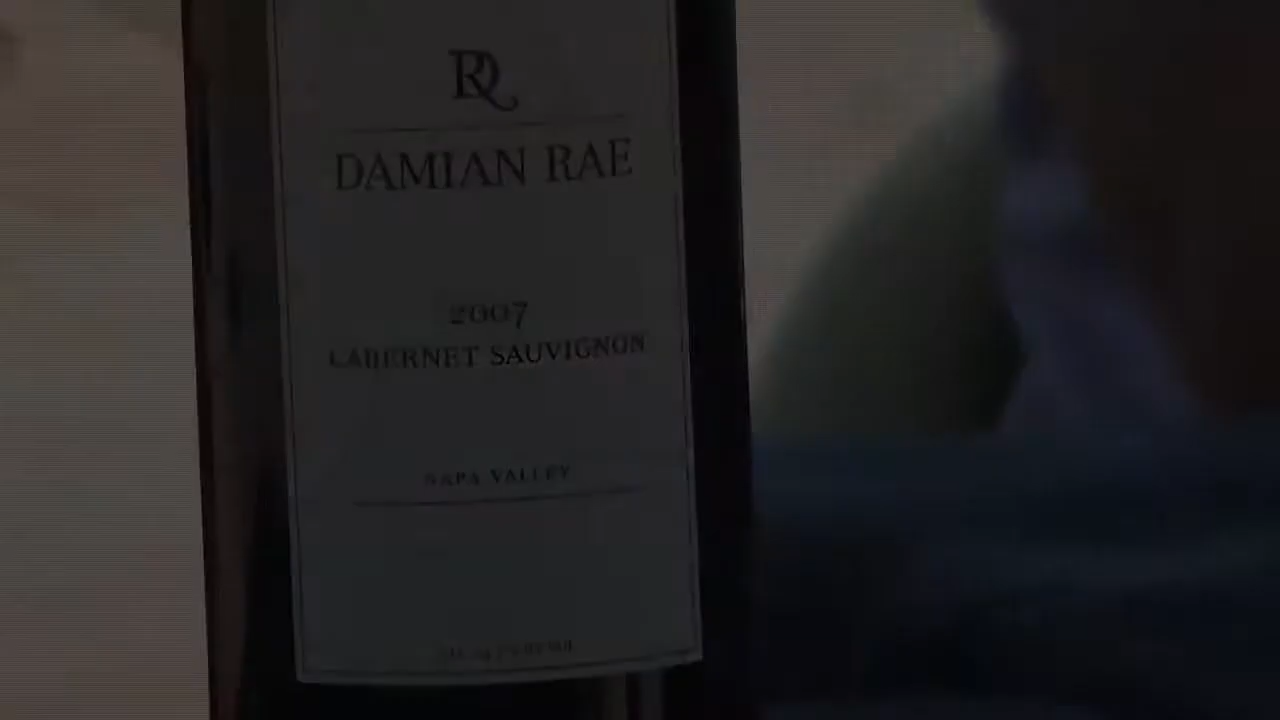 DR
DAMIAN RAE
2007
CABERNET SAUVIGNON
NAPA VALLEY